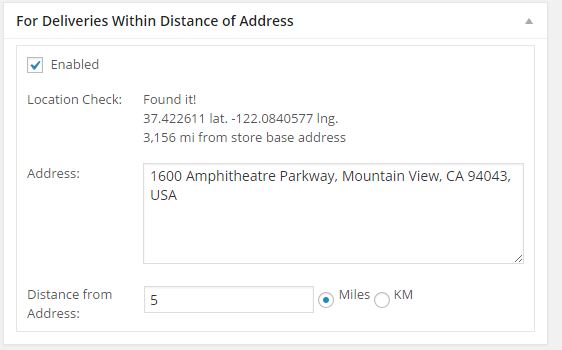 For Deliveries Within Distance of Address
Enabled
Location Check: Found it!
37.422611 lat. -122.0840577 lng.
3,156 mi from store base address
Address: 1600 Amphitheatre Parkway, Mountain View, CA 94043,
USA
Distance from
Address: 5 Miles KM